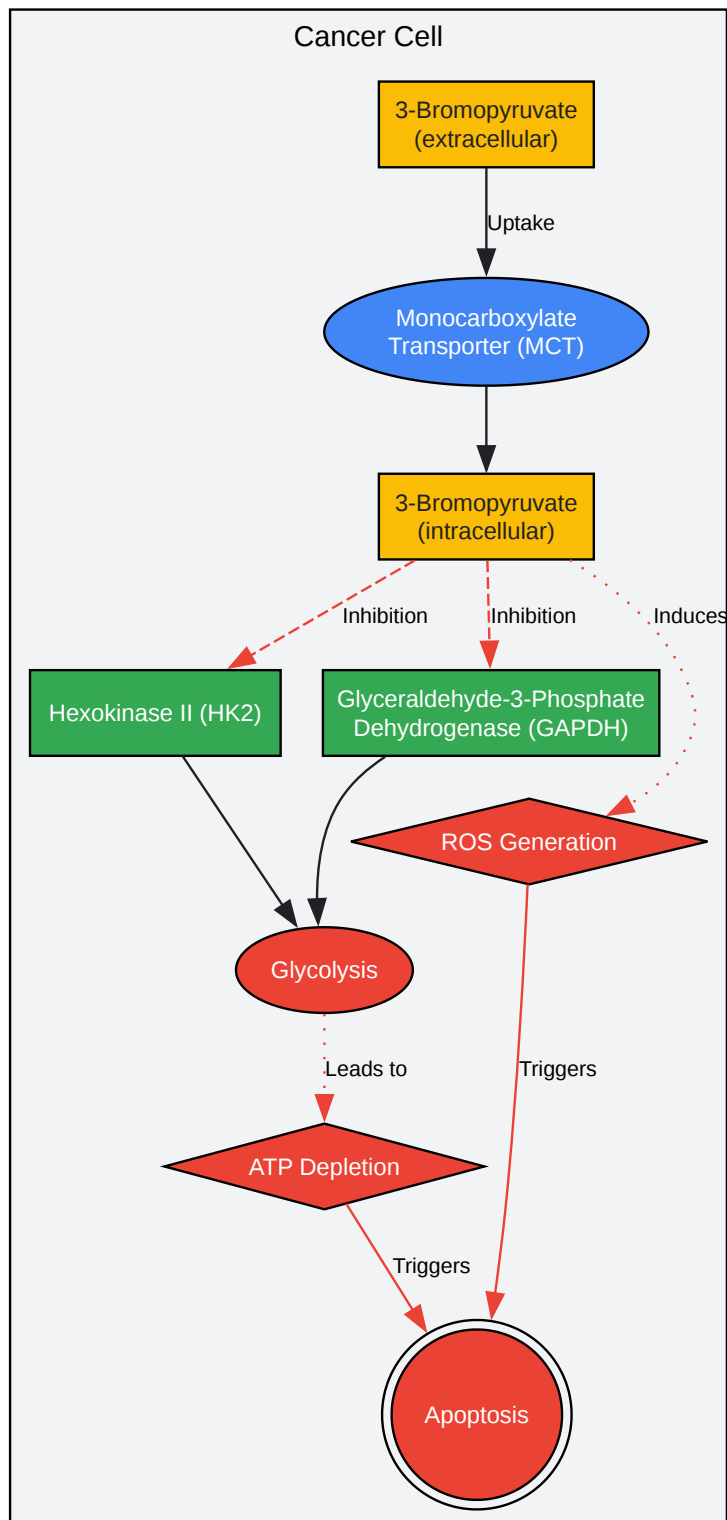 Cancer Cell
3-Bromopyruvate
(extracellular)
Uptake
Monocarboxylate
Transporter (MCT)
3-Bromopyruvate
(intracellular)
Inhibition
Inhibition
Induces
Hexokinase II (HK2)
Glyceraldehyde-3-Phosphate
Dehydrogenase (GAPDH)
ROS Generation
Glycolysis
Leads to
Triggers
ATP Depletion
Triggers
Apoptosis